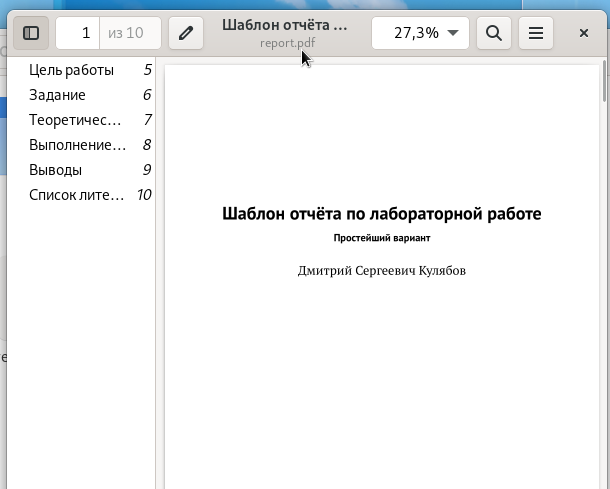 1 из 10
Шаблон отчёта ...
report.pdf
27,3%
Цель работы 5
Задание 6
Теоретичес... 7
Выполнение... 8
Выводы 9
Список лите... 10
Шаблон отчёта по лабораторной работе
Простейший вариант
Дмитрий Сергеевич Кулябов